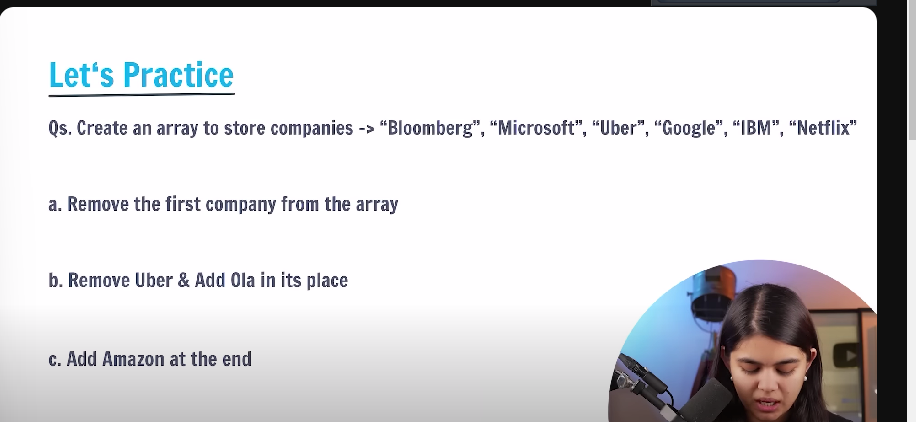 Let‘s Practice
Qs. Create an array to store companies -> “Bloomberg”, “Microsoft”, “Uber”, “Google”, “IBM”, “Netflix”
a. Remove the first company from the array
b. Remove Uber & Add Ola in its place
c. Add Amazon at the end